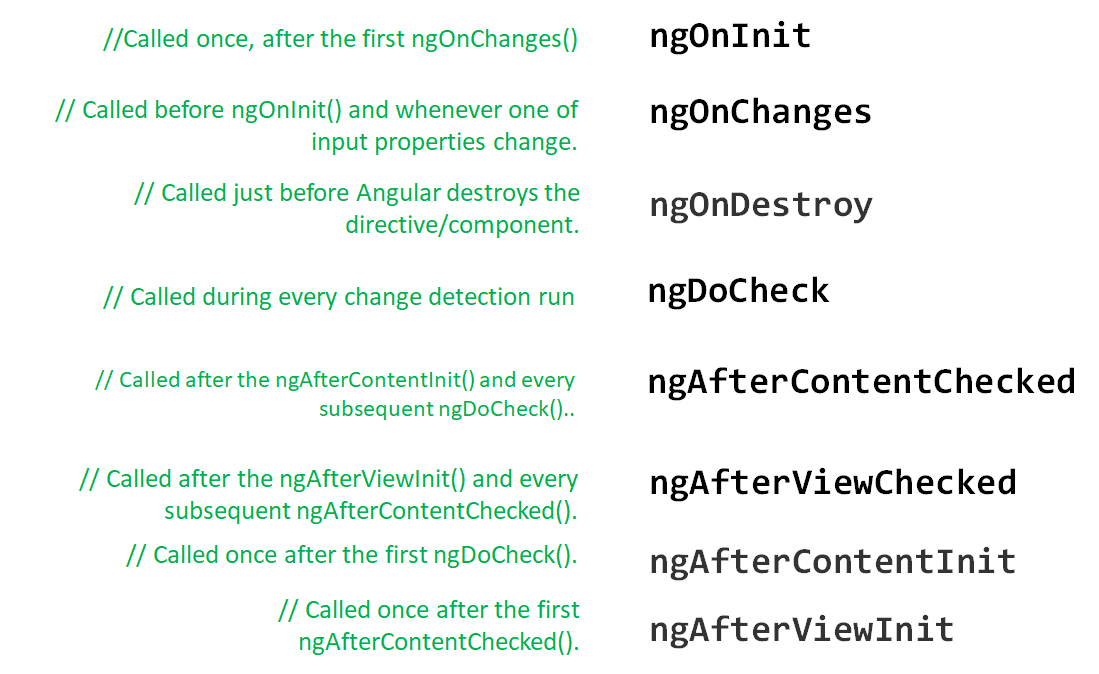 //Called once, after the first ngOnChanges()
ngOnInit
// Called before ngOnInit() and whenever one of
input properties change.
ngOnChanges
// Called just before Angular destroys the
directive/component.
ngOnDestroy
// Called during every change detection run
ngDoCheck
// Called after the ngAfterContentInit() and every
subsequent ngDoCheck()..
ngAfterContentChecked
// Called after the ngAfterViewInit() and every
subsequent ngAfterContentChecked().
ngAfterViewChecked
// Called once after the first ngDoCheck().
ngAfterContentInit
// Called once after the first
ngAfterContentChecked().
ngAfterViewInit